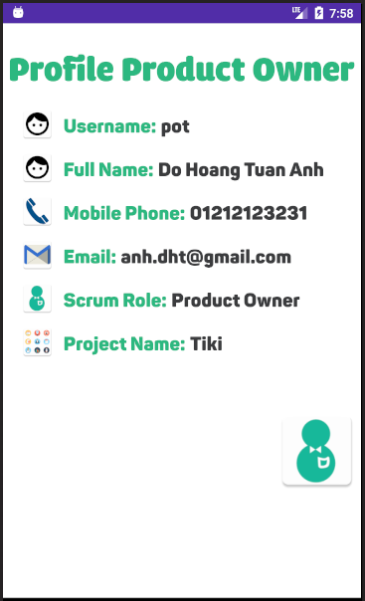 LTE 7:58
Profile Product Owner
Username: pot
Full Name: Do Hoang Tuan Anh
Mobile Phone: 01212123231
Email: anh.dht@gmail.com
Scrum Role: Product Owner
Project Name: Tiki